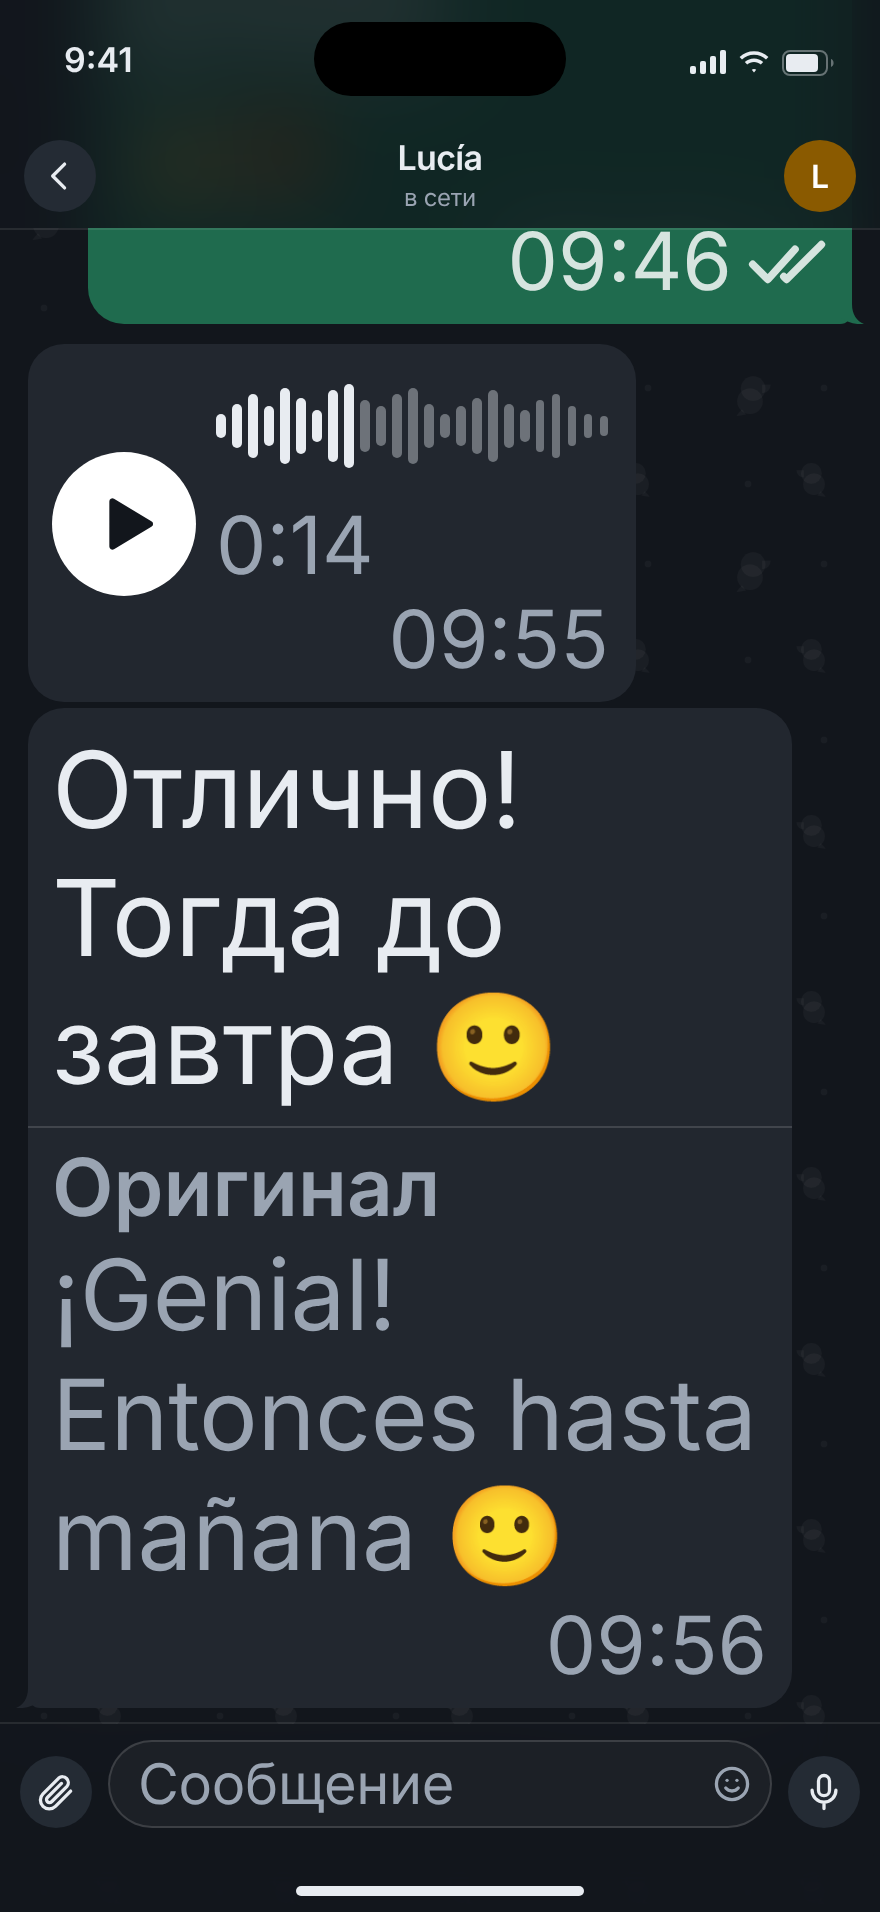 9:41
Lucía
в сети
L
09:46
0:14
09:55
Отлично!
Тогда до
завтра 🙂
Оригинал
¡Genial!
Entonces hasta
mañana 🙂
09:56
Сообщение